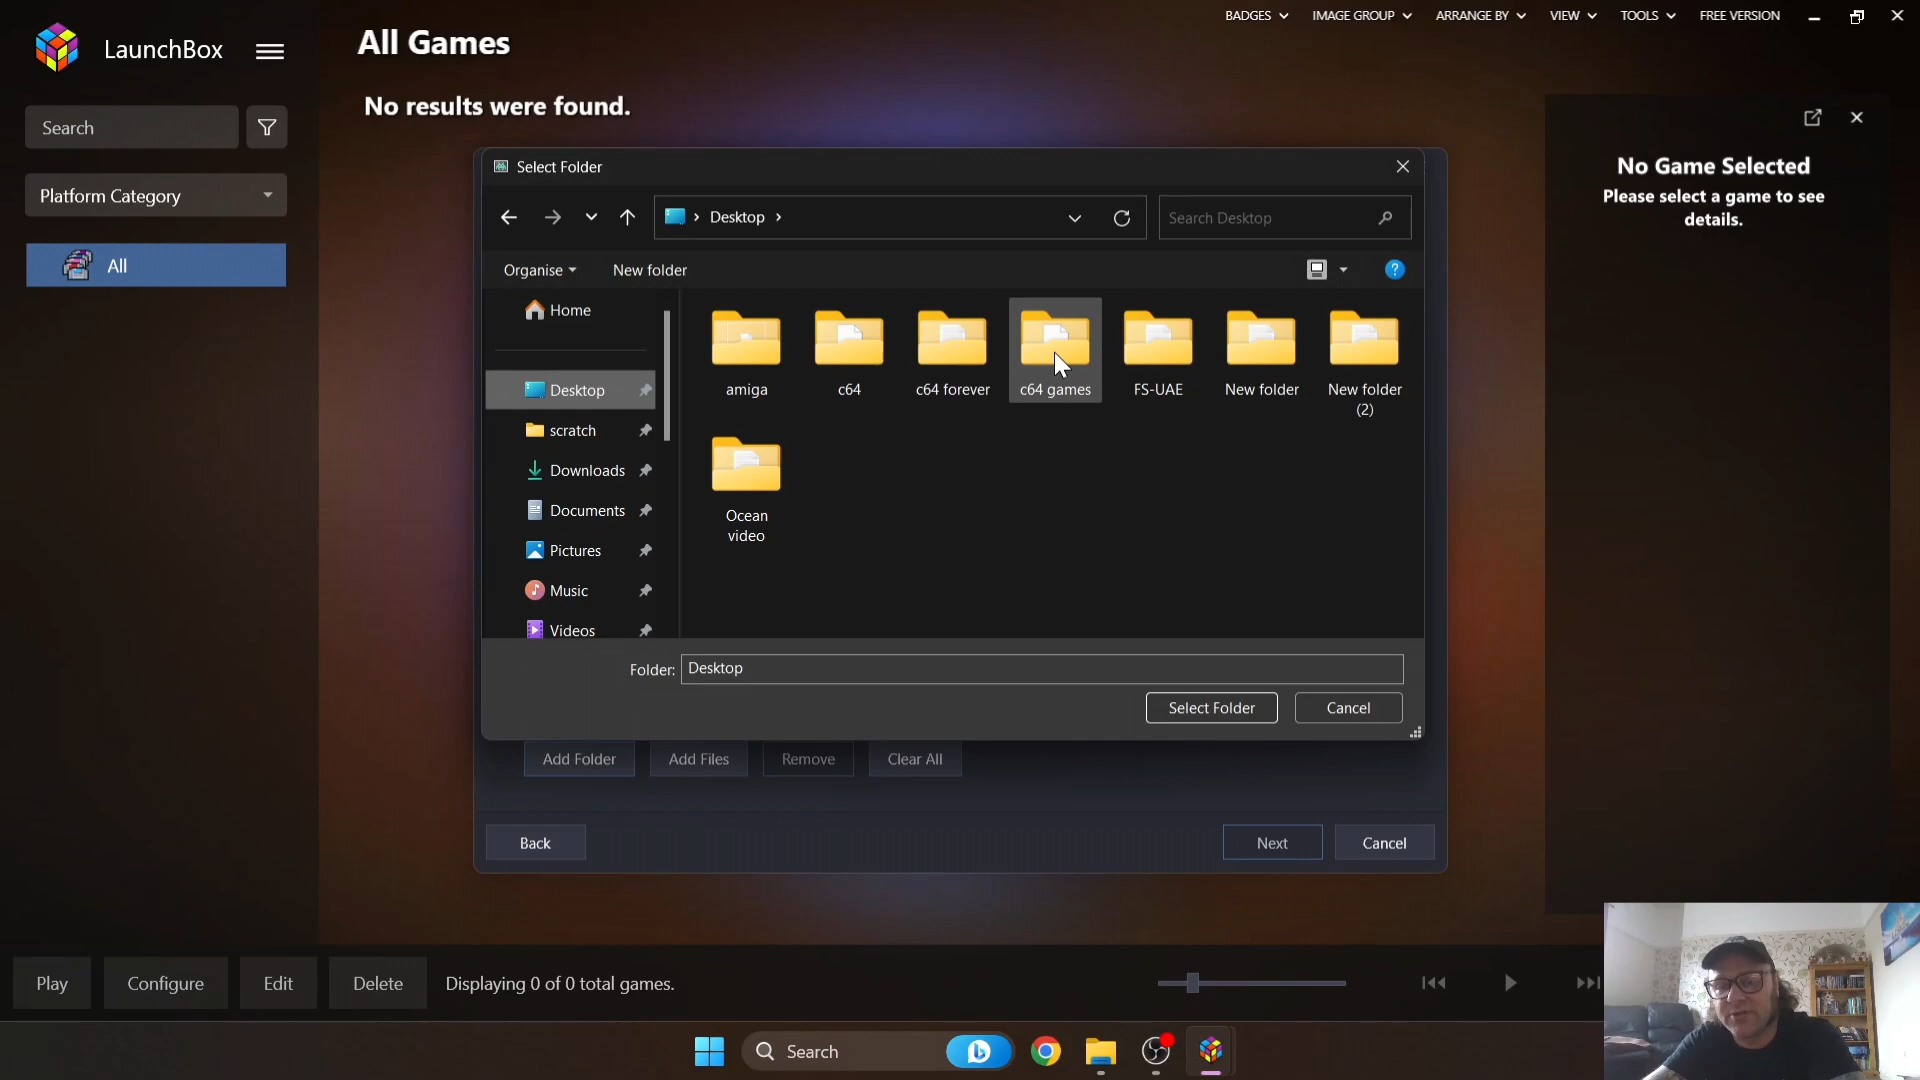 LaunchBox
Search
Platform Category
All
All Games
No results were found.
BADGES
IMAGE GROUP
ARRANGE BY
VIEW
TOOLS
FREE VERSION
Select Folder
Desktop
Search Desktop
Organise
New folder
Home
Desktop
scratch
Downloads
Documents
Pictures
Music
Videos
amiga
c64
c64 forever
c64 games
FS-UAE
New folder
New folder
(2)
Ocean
video
Folder:
Desktop
Select Folder
Cancel
Add Folder
Add Files
Remove
Clear All
Back
Next
Cancel
No Game Selected
Please select a game to see
details.
Play
Configure
Edit
Delete
Displaying 0 of 0 total games.
Search